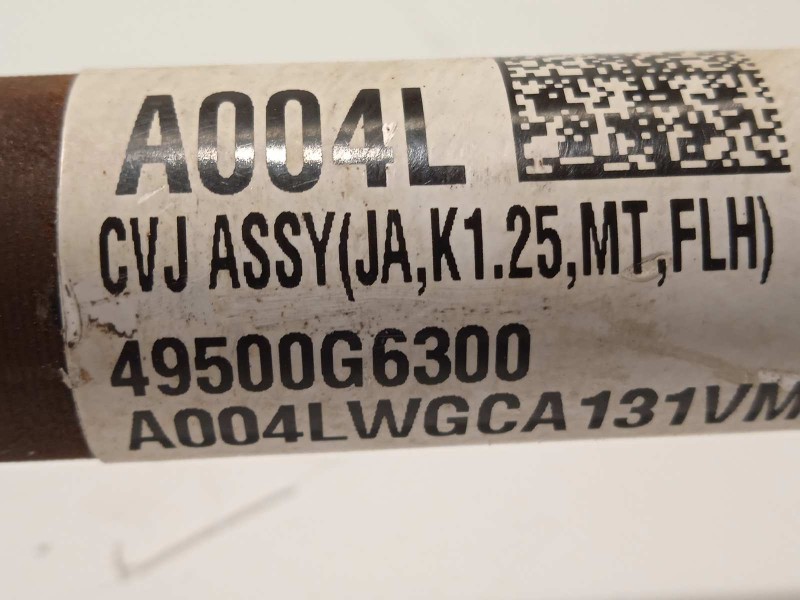 A004L
CVJ ASSY(JA,K1.25,MT,FLH)
49500G6300
A004LWGCA131VM